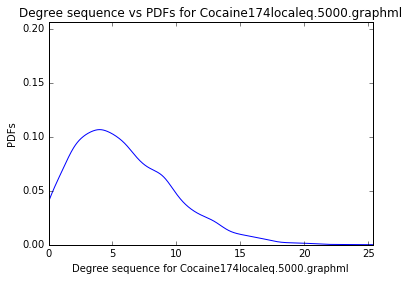 Degree sequence vs PDFs for Cocaine174localeq.5000.graphml
0.20
0.15
0.10
0.05
0.00
PDFs
0 5 10 15 20 25
Degree sequence for Cocaine174localeq.5000.graphml